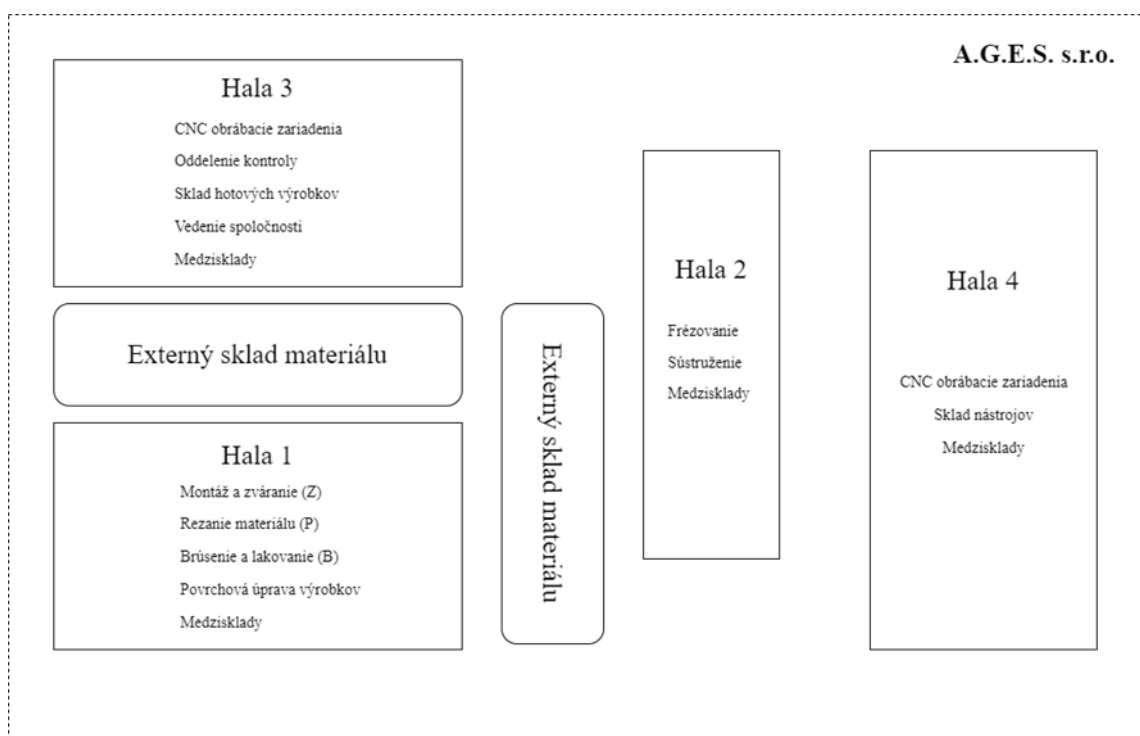 A.G.E.S. s.r.o.
Hala 3
CNC obrábacie zariadenia
Oddelenie kontroly
Sklad hotových výrobkov
Vedenie spoločnosti
Medzisklady
Externý sklad materiálu
Hala 1
Montáž a zváranie (Z)
Rezanie materiálu (P)
Brúsenie a lakovanie (B)
Povrchová úprava výrobkov
Medzisklady
Externý sklad materiálu
Hala 2
Frézovanie
Sústruženie
Medzisklady
Hala 4
CNC obrábacie zariadenia
Sklad nástrojov
Medzisklady